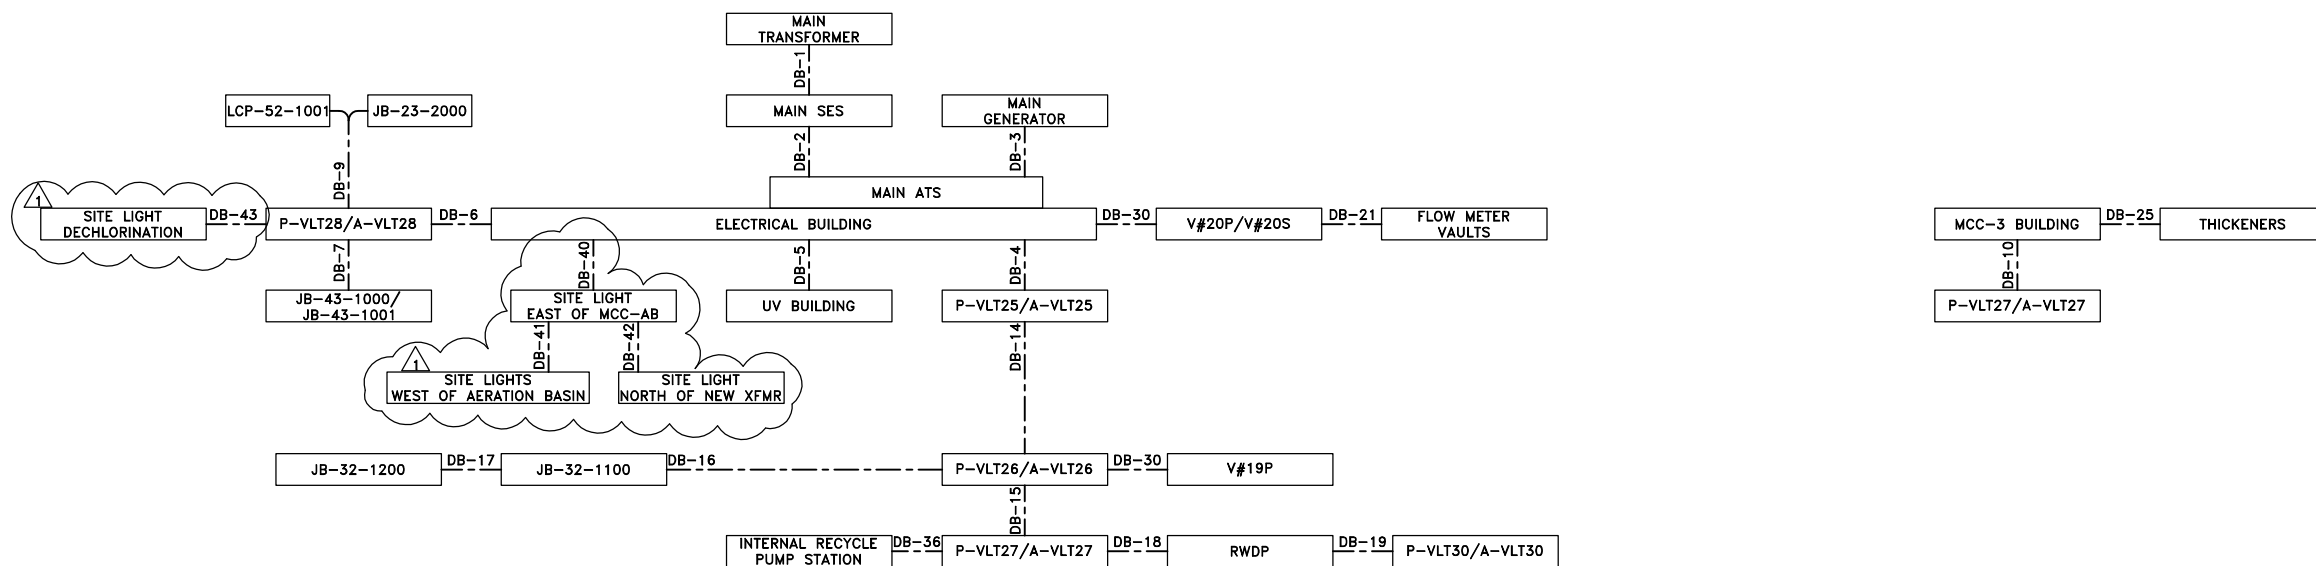 MAIN
TRANSFORMER
DB-1
LCP-52-1001
JB-23-2000
MAIN SES
MAIN
GENERATOR
DB-9
DB-2
DB-3
MAIN ATS
1
SITE LIGHT
DECHLORINATION
DB-43
P-VLT28/A-VLT28
DB-6
ELECTRICAL BUILDING
DB-30
V#20P/V#20S
DB-21
FLOW METER
VAULTS
MCC-3 BUILDING
DB-25
THICKENERS
DB-7
DB-40
DB-5
DB-4
DB-10
JB-43-1000/
JB-43-1001
SITE LIGHT
EAST OF MCC-AB
UV BUILDING
P-VLT25/A-VLT25
P-VLT27/A-VLT27
DB-41
DB-42
DB-14
1
SITE LIGHTS
WEST OF AERATION BASIN
SITE LIGHT
NORTH OF NEW XFMR
JB-32-1200
DB-17
JB-32-1100
DB-16
P-VLT26/A-VLT26
DB-30
V#19P
DB-15
INTERNAL RECYCLE
PUMP STATION
DB-36
P-VLT27/A-VLT27
DB-18
RWDP
DB-19
P-VLT30/A-VLT30